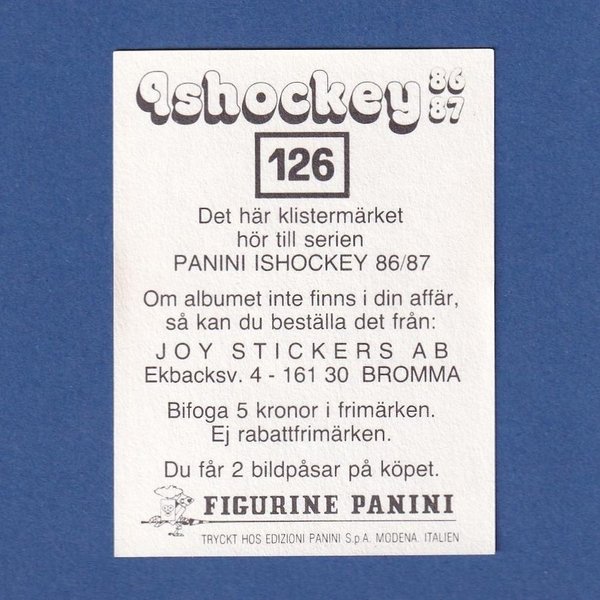 Ishockey 86
87
126
Det här klistermärket
hör till serien
PANINI ISHOCKEY 86/87
Om albumet inte finns i din affär,
så kan du beställa det från:
JOY STICKERS AB
Ekbacksv. 4 - 161 30 BROMMA
Bifoga 5 kronor i frimärken.
Ej rabattfrimärken.
Du får 2 bildpåsar på köpet.
FIGURINE PANINI
TRYCKT HOS EDIZIONI PANINI S.p.A. MODENA. ITALIEN